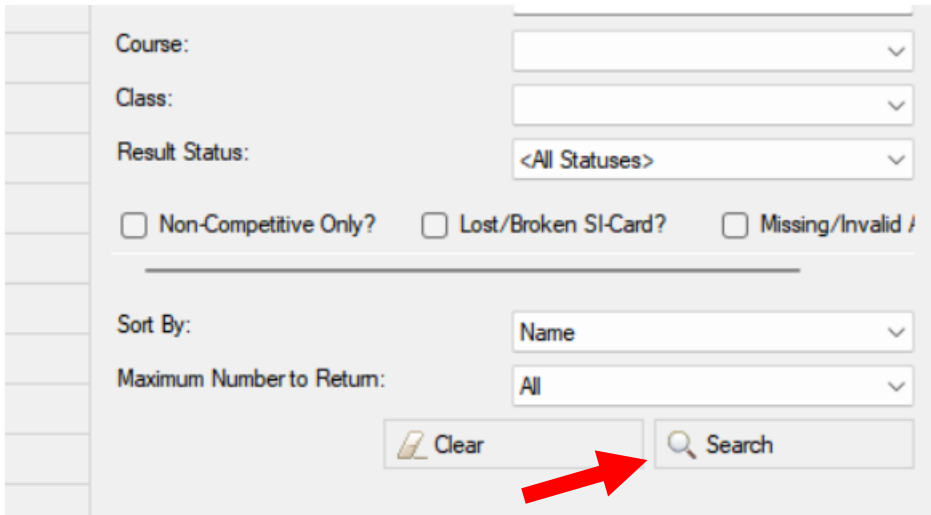 Course:
Class:
Result Status: <All Statuses>
Non-Competitive Only? Lost/Broken SI-Card? Missing/Invalid
Sort By: Name
Maximum Number to Return: All
Clear Search